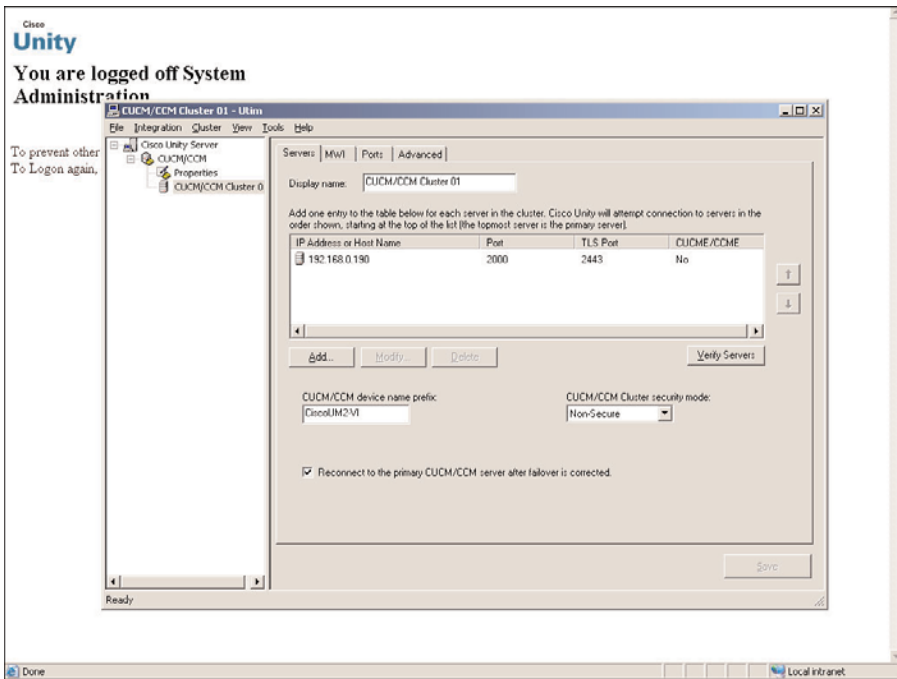 Cisco
Unity
You are logged off System
Administration
To prevent other
To Logon again,
CUCM/CCM Cluster 01 - Utim
File Integration Cluster View Tools Help
Cisco Unity Server
CUCM/CCM
Properties
CUCM/CCM Cluster 0
Servers MWI Ports Advanced
Display name: CUCM/CCM Cluster 01
Add one entry to the table below for each server in the cluster. Cisco Unity will attempt connection to servers in the
order shown, starting at the top of the list (the topmost server is the primary server).
IP Address or Host Name Port TLS Port CUCME/CCME
192.168.0.190 2000 2443 No
Add... Modify... Delete Verify Servers
CUCM/CCM device name prefix: CUCM/CCM Cluster security mode:
CiscoUM2-VI Non-Secure
Reconnect to the primary CUCM/CCM server after failover is corrected.
Save
Ready
Done Local intranet